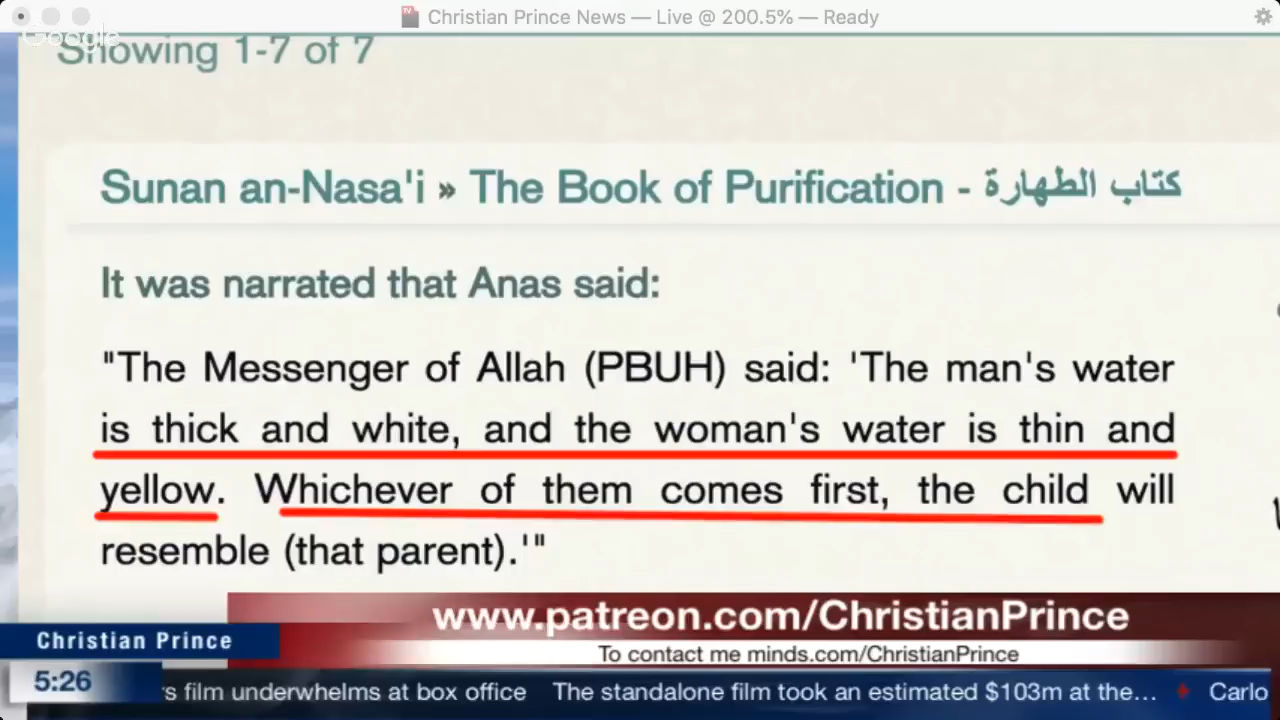 Christian Prince News — Live @ 200.5% — Ready
Google
Showing 1-7 of 7
Sunan an-Nasa'i » The Book of Purification - كتاب الطهارة
It was narrated that Anas said:
"The Messenger of Allah (PBUH) said: 'The man's water
is thick and white, and the woman's water is thin and
yellow. Whichever of them comes first, the child will
resemble (that parent).'"
www.patreon.com/ChristianPrince
Christian Prince
To contact me minds.com/ChristianPrince
5:26
's film underwhelms at box office The standalone film took an estimated $103m at the... Carlo